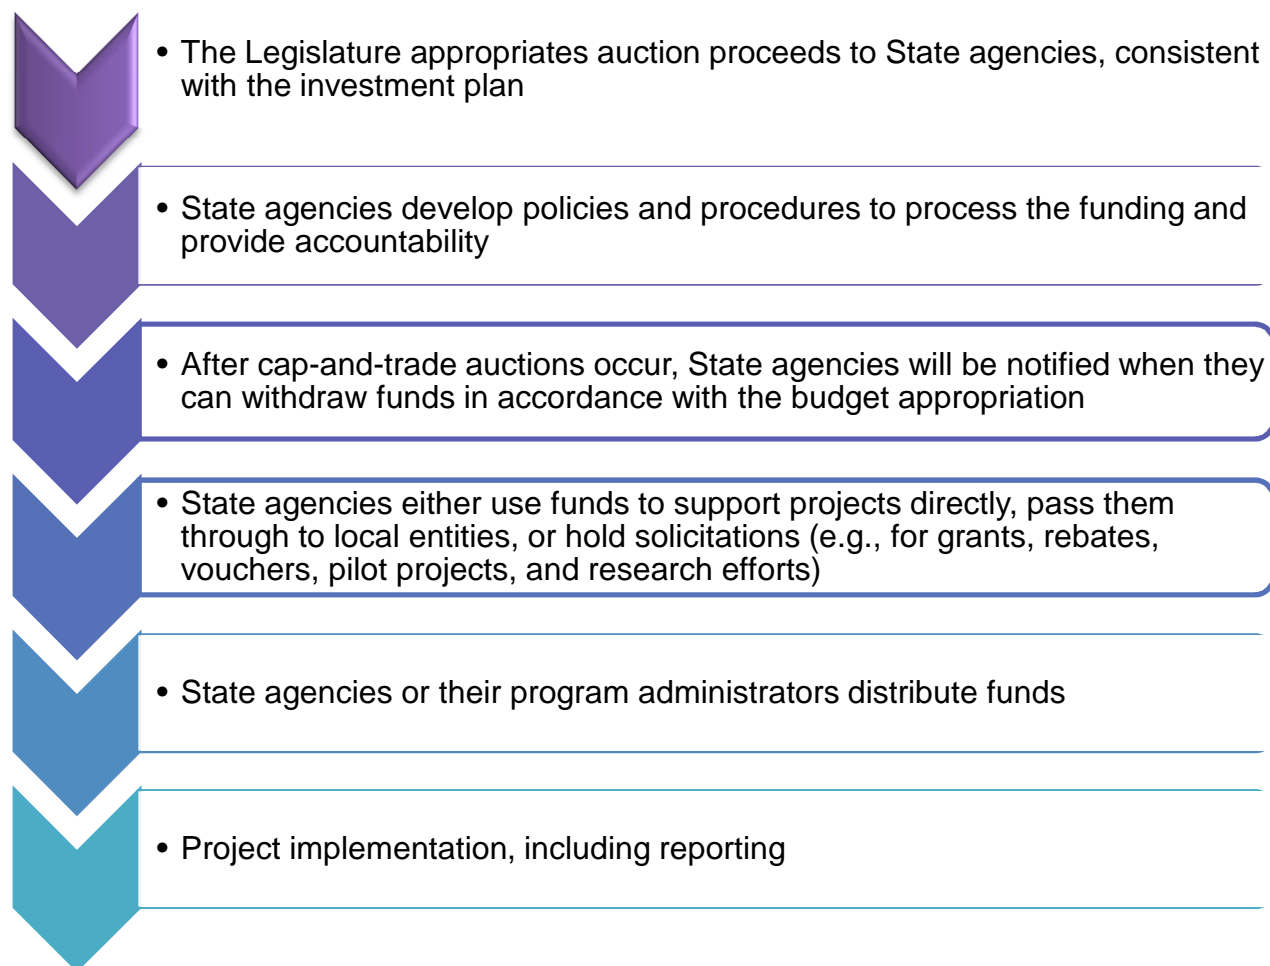 • The Legislature appropriates auction proceeds to State agencies, consistent
with the investment plan
• State agencies develop policies and procedures to process the funding and
provide accountability
• After cap-and-trade auctions occur, State agencies will be notified when they
can withdraw funds in accordance with the budget appropriation
• State agencies either use funds to support projects directly, pass them
through to local entities, or hold solicitations (e.g., for grants, rebates,
vouchers, pilot projects, and research efforts)
• State agencies or their program administrators distribute funds
• Project implementation, including reporting